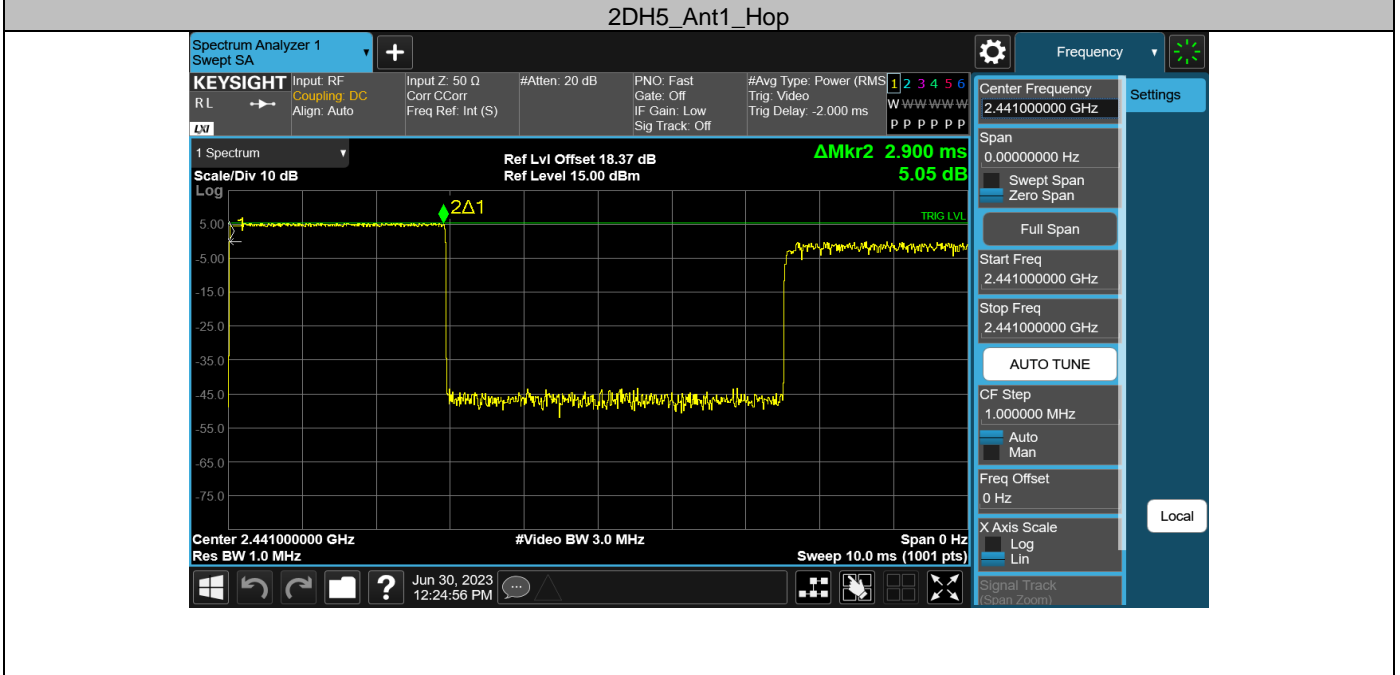 2DH5_Ant1_Hop
Spectrum Analyzer 1
Swept SA
+
Frequency
KEYSIGHT
R L
LXI
Input: RF
Coupling: DC
Align: Auto
Input Z: 50 Ω
Corr CCorr
Freq Ref: Int (S)
#Atten: 20 dB
PNO: Fast
Gate: Off
IF Gain: Low
Sig Track: Off
#Avg Type: Power (RMS
Trig: Video
Trig Delay: -2.000 ms
1 2 3 4 5 6
W W W W W W
P P P P P P
1 Spectrum
Scale/Div 10 dB
Log
Ref Lvl Offset 18.37 dB
Ref Level 15.00 dBm
ΔMkr2 2.900 ms
5.05 dB
2Δ1
1
TRIG LVL
5.00
-5.00
-15.0
-25.0
-35.0
-45.0
-55.0
-65.0
-75.0
Center 2.441000000 GHz
Res BW 1.0 MHz
#Video BW 3.0 MHz
Span 0 Hz
Sweep 10.0 ms (1001 pts)
?
Jun 30, 2023
12:24:56 PM
Center Frequency
2.441000000 GHz
Span
0.00000000 Hz
Swept Span
Zero Span
Full Span
Start Freq
2.441000000 GHz
Stop Freq
2.441000000 GHz
AUTO TUNE
CF Step
1.000000 MHz
Auto
Man
Freq Offset
0 Hz
X Axis Scale
Log
Lin
Signal Track
(Span Zoom)
Settings
Local